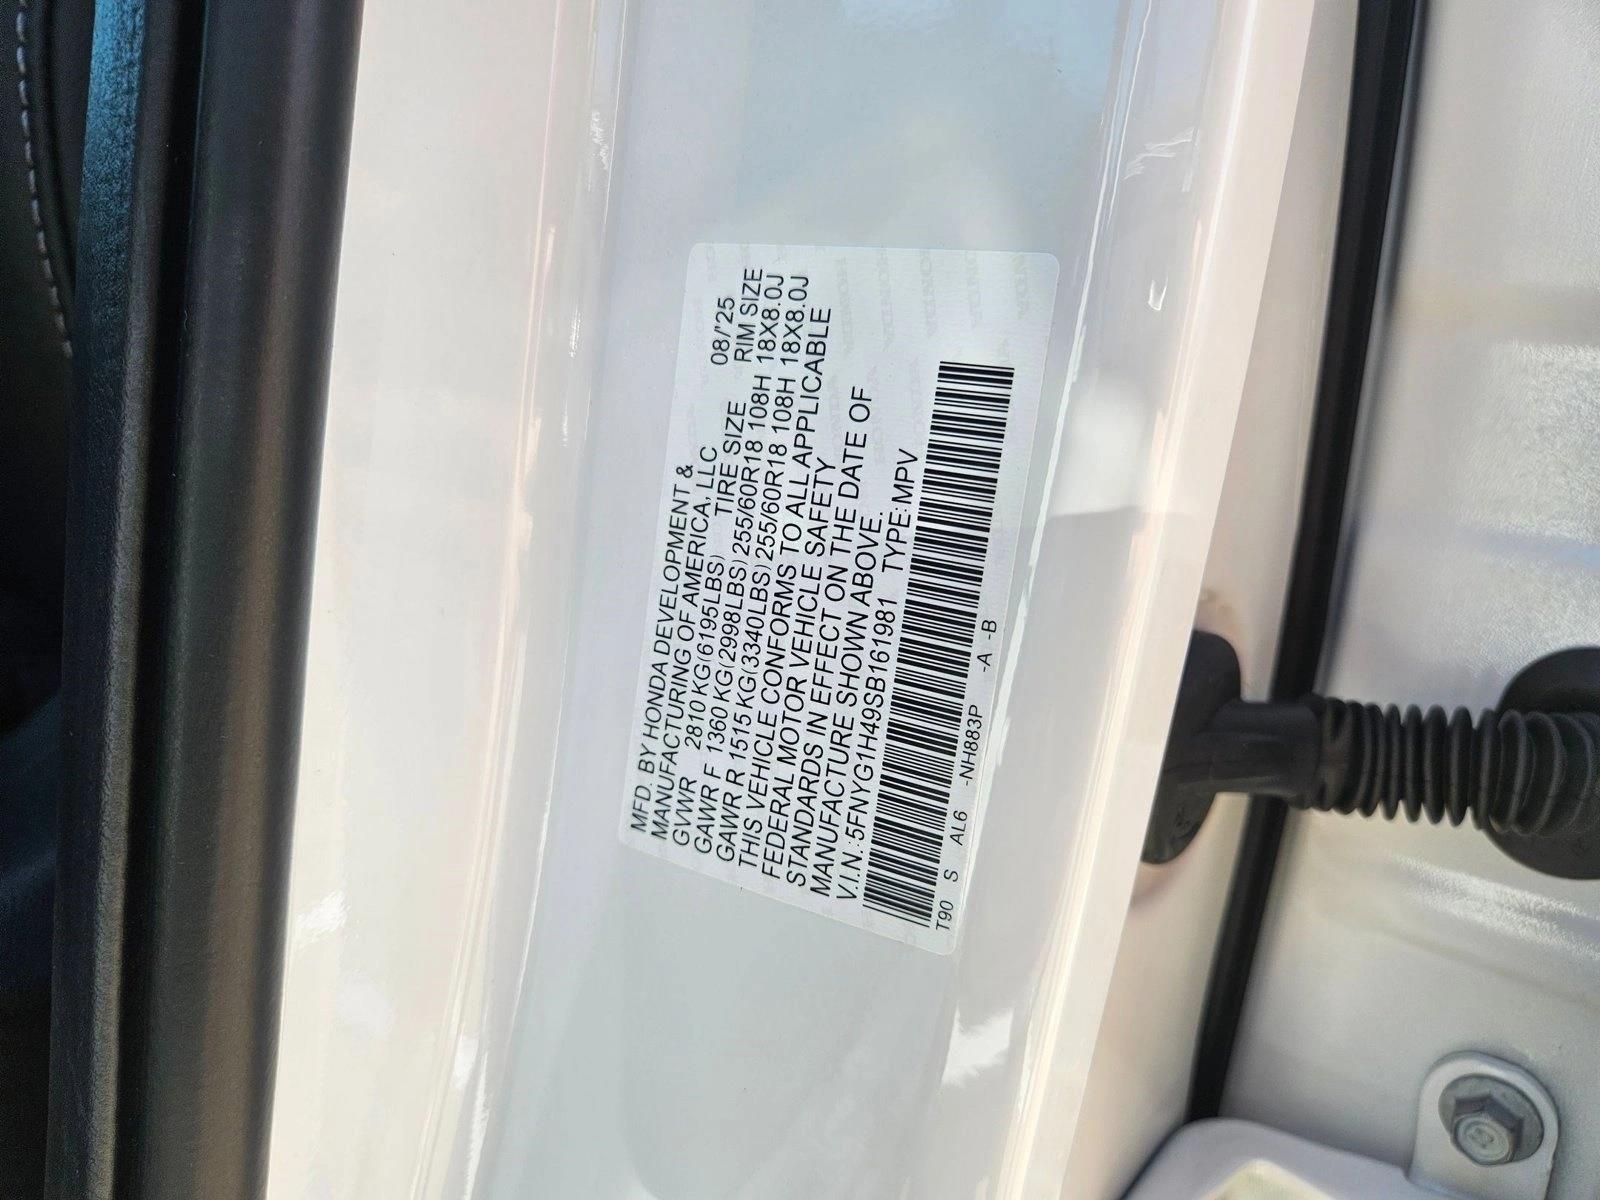 MFD. BY HONDA DEVELOPMENT &
MANUFACTURING OF AMERICA, LLC 08/'25
GVWR 2810 KG(6195LBS) TIRE SIZE RIM SIZE
GAWR F 1360 KG(2998LBS) 255/60R18 108H 18X8.0J
GAWR R 1515 KG(3340LBS) 255/60R18 108H 18X8.0J
THIS VEHICLE CONFORMS TO ALL APPLICABLE
FEDERAL MOTOR VEHICLE SAFETY
STANDARDS IN EFFECT ON THE DATE OF
MANUFACTURE SHOWN ABOVE.
V.I.N.:5FNYG1H49SB161981 TYPE:MPV
T90 S AL6 -NH883P -A -B